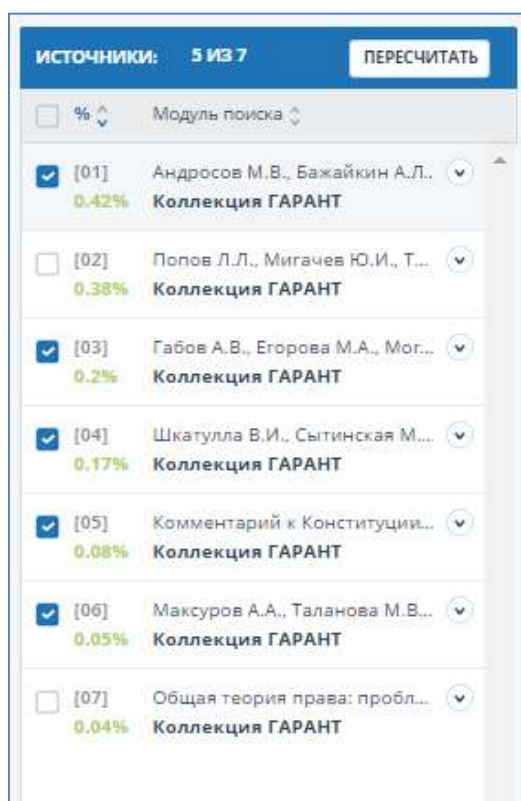 ИСТОЧНИКИ: 5 ИЗ 7 ПЕРЕСЧИТАТЬ
% Модуль поиска
[01] Андросов М.В., Бажайкин А.Л..
0.42% Коллекция ГАРАНТ
[02] Попов Л.Л., Мигачев Ю.И., Т...
0.38% Коллекция ГАРАНТ
[03] Габов А.В., Егорова М.А., Мог...
0.2% Коллекция ГАРАНТ
[04] Шкатулла В.И., Сытинская М....
0.17% Коллекция ГАРАНТ
[05] Комментарий к Конституции...
0.08% Коллекция ГАРАНТ
[06] Максуров А.А., Таланова М.В...
0.05% Коллекция ГАРАНТ
[07] Общая теория права: пробл...
0.04% Коллекция ГАРАНТ